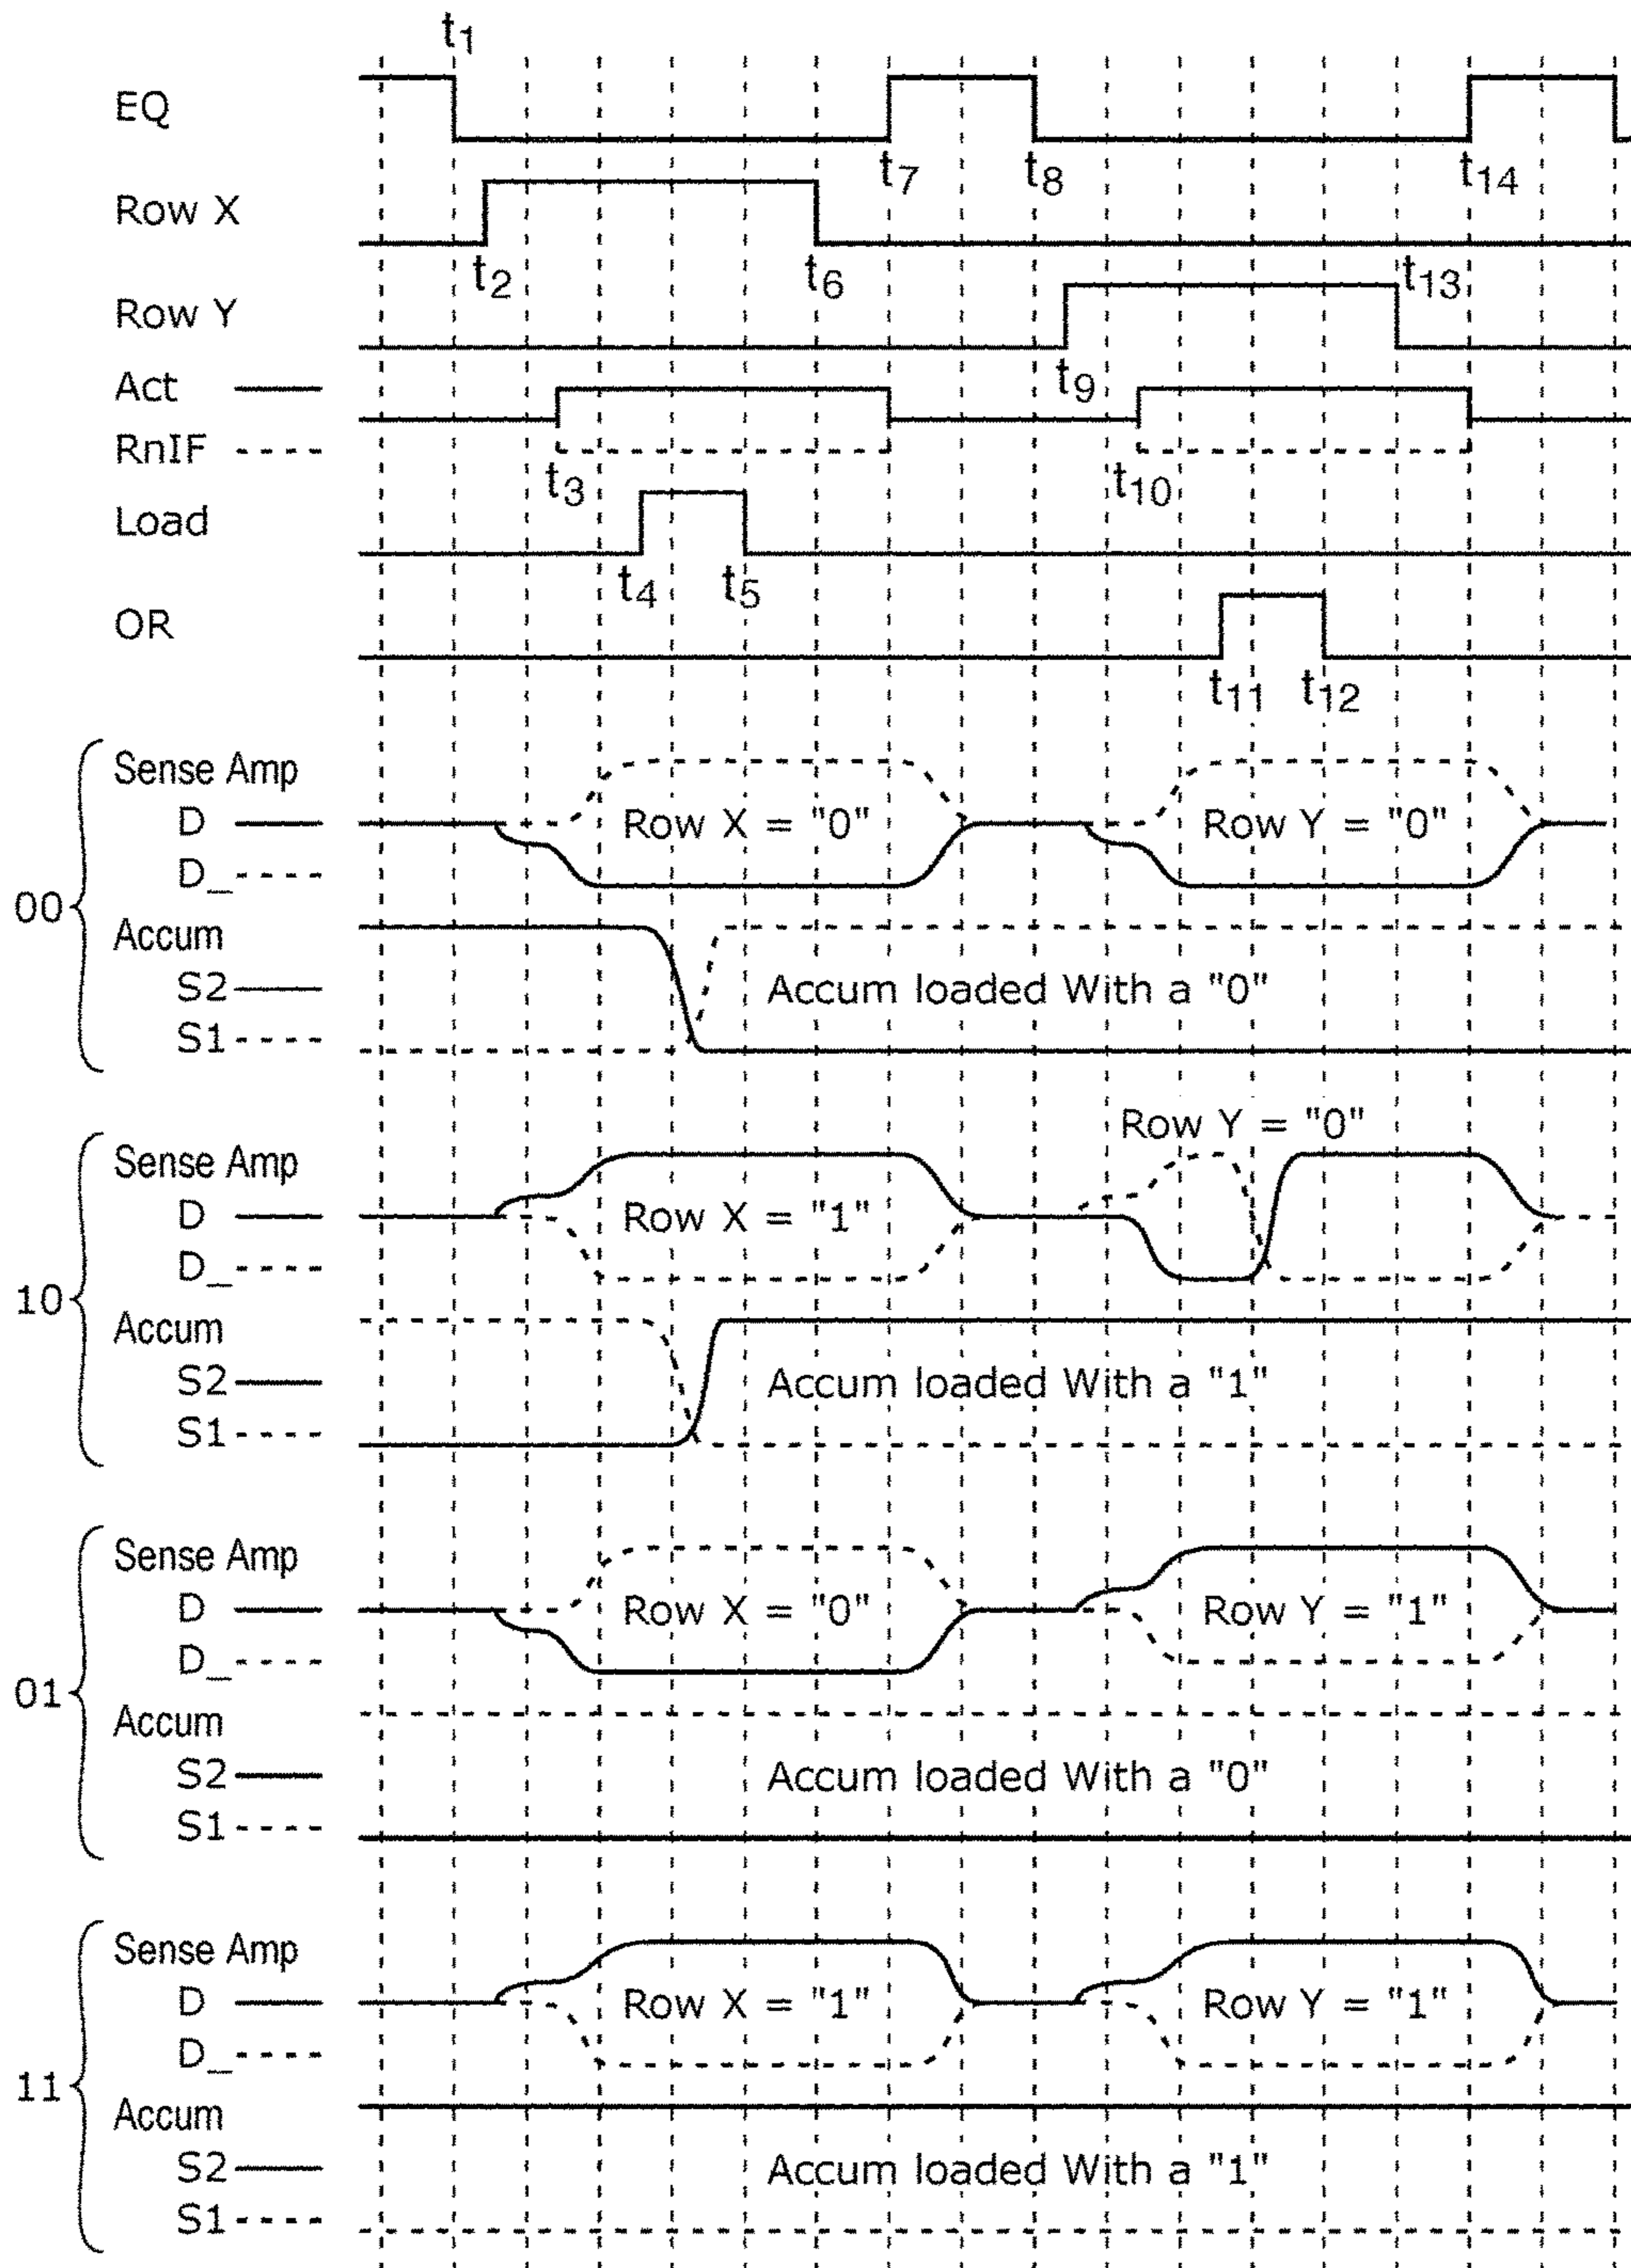 t1
EQ
t7 t8 t14
Row X
t2 t6 t13
Row Y
t9
Act
RnIF
t3 t10
Load
t4 t5
OR
t11 t12
00
Sense Amp
D Row X = "0" Row Y = "0"
D_
Accum
S2 Accum loaded With a "0"
S1
10
Row Y = "0"
Sense Amp
D Row X = "1"
D_
Accum
S2 Accum loaded With a "1"
S1
01
Sense Amp
D Row X = "0" Row Y = "1"
D_
Accum
S2 Accum loaded With a "0"
S1
11
Sense Amp
D Row X = "1" Row Y = "1"
D_
Accum
S2 Accum loaded With a "1"
S1